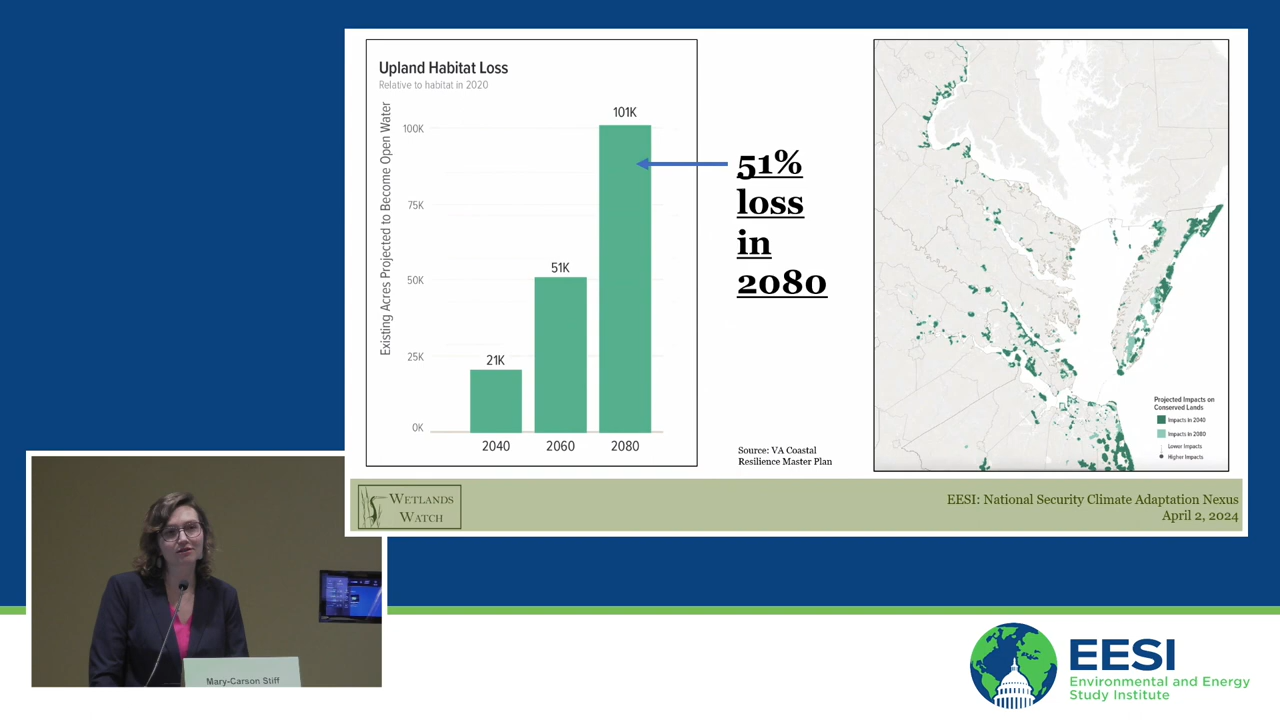 Upland Habitat Loss
Relative to habitat in 2020
Existing Acres Projected to Become Open Water
100K
75K
50K
25K
0K
101K
51K
21K
2040
2060
2080
51%
loss
in
2080
Source: VA Coastal
Resilience Master Plan
Projected Impacts on
Conserved Lands
Impacts in 2040
Impacts in 2080
Lower Impacts
Higher Impacts
WETLANDS
WATCH
EESI: National Security Climate Adaptation Nexus
April 2, 2024
Mary-Carson Stiff
EESI
Environmental and Energy
Study Institute